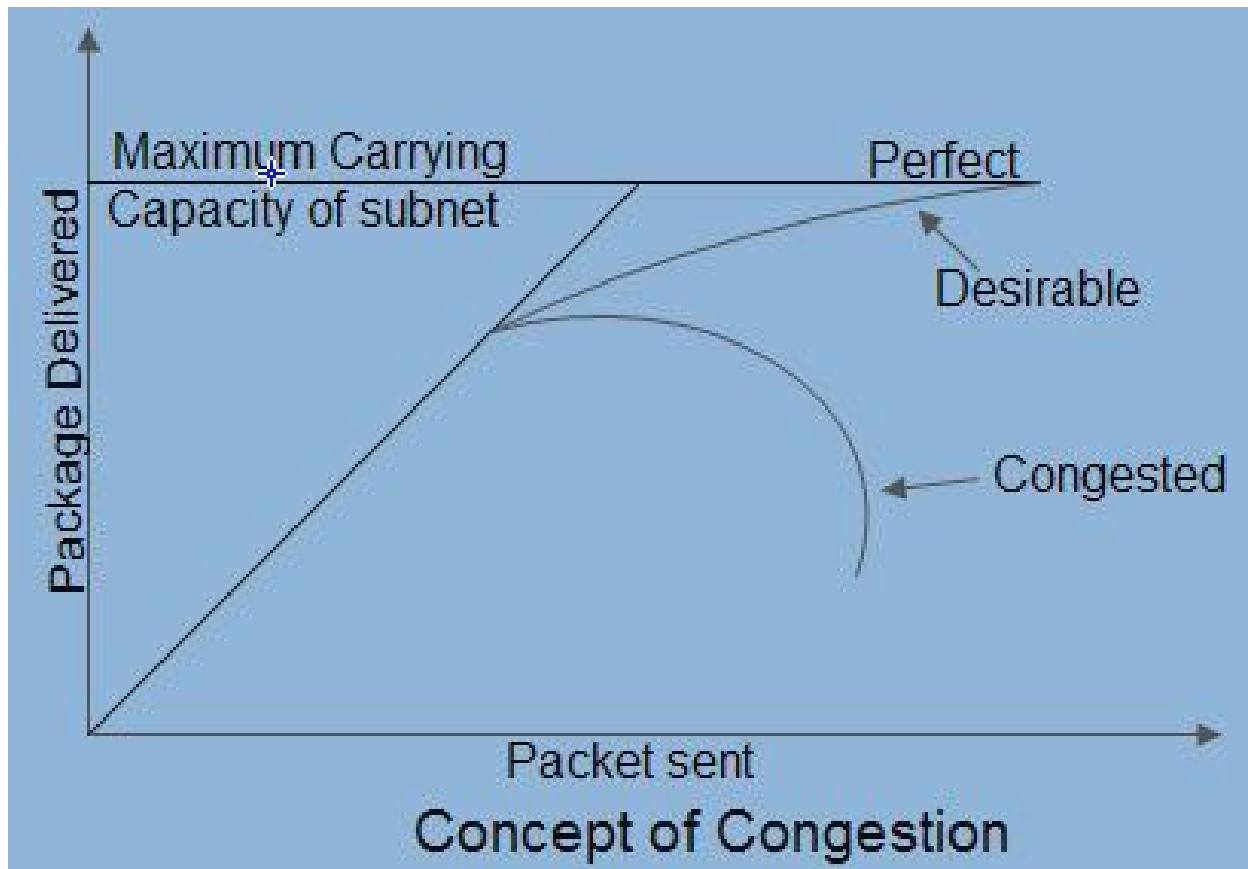 Maximum Carrying
Capacity of subnet
Perfect
Desirable
Congested
Package Delivered
Packet sent
Concept of Congestion